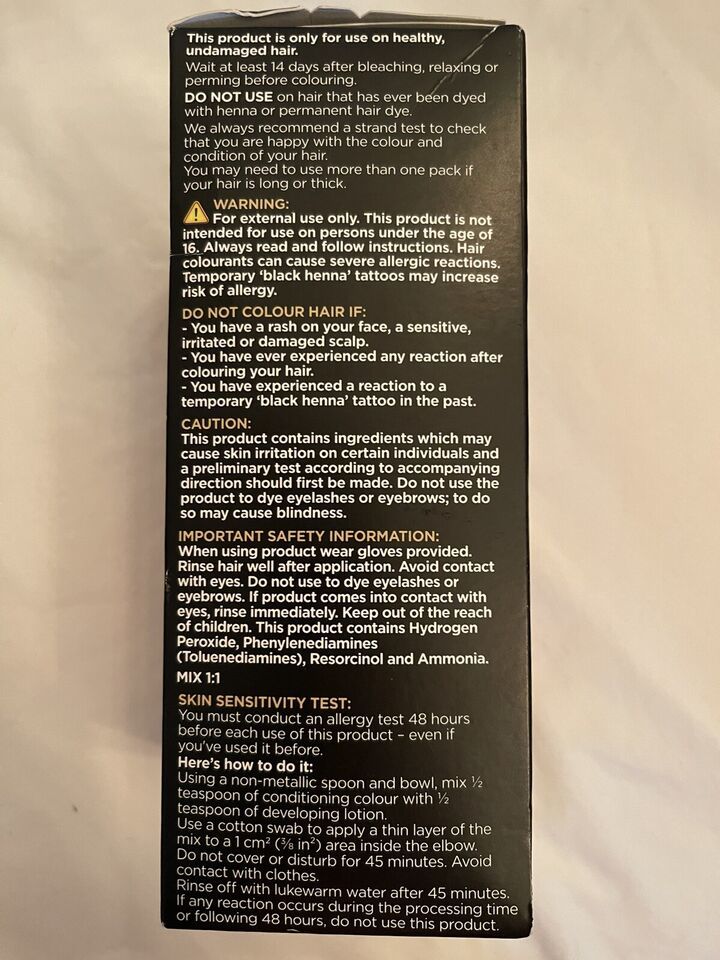 This product is only for use on healthy,
undamaged hair.
Wait at least 14 days after bleaching, relaxing or
perming before colouring.
DO NOT USE on hair that has ever been dyed
with henna or permanent hair dye.
We always recommend a strand test to check
that you are happy with the colour and
condition of your hair.
You may need to use more than one pack if
your hair is long or thick.
WARNING:
For external use only. This product is not
intended for use on persons under the age of
16. Always read and follow instructions. Hair
colourants can cause severe allergic reactions.
Temporary ‘black henna’ tattoos may increase
risk of allergy.
DO NOT COLOUR HAIR IF:
- You have a rash on your face, a sensitive,
irritated or damaged scalp.
- You have ever experienced any reaction after
colouring your hair.
- You have experienced a reaction to a
temporary ‘black henna’ tattoo in the past.
CAUTION:
This product contains ingredients which may
cause skin irritation on certain individuals and
a preliminary test according to accompanying
direction should first be made. Do not use the
product to dye eyelashes or eyebrows; to do
so may cause blindness.
IMPORTANT SAFETY INFORMATION:
When using product wear gloves provided.
Rinse hair well after application. Avoid contact
with eyes. Do not use to dye eyelashes or
eyebrows. If product comes into contact with
eyes, rinse immediately. Keep out of the reach
of children. This product contains Hydrogen
Peroxide, Phenylenediamines
(Toluenediamines), Resorcinol and Ammonia.
MIX 1:1
SKIN SENSITIVITY TEST:
You must conduct an allergy test 48 hours
before each use of this product – even if
you've used it before.
Here's how to do it:
Using a non-metallic spoon and bowl, mix ½
teaspoon of conditioning colour with ½
teaspoon of developing lotion.
Use a cotton swab to apply a thin layer of the
mix to a 1 cm² (⅜ in²) area inside the elbow.
Do not cover or disturb for 45 minutes. Avoid
contact with clothes.
Rinse off with lukewarm water after 45 minutes.
If any reaction occurs during the processing time
or following 48 hours, do not use this product.